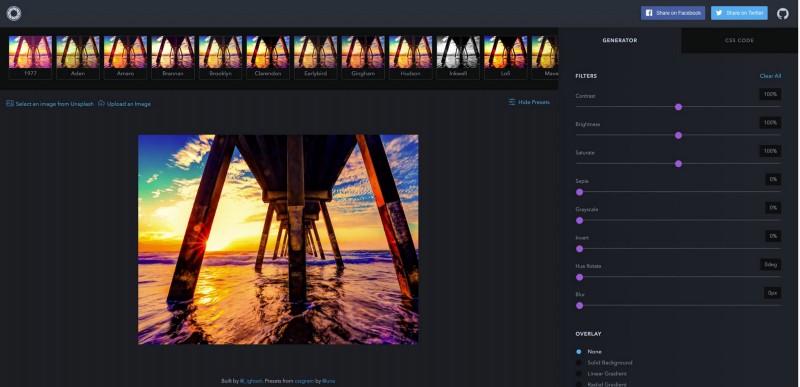 Share on Facebook
Share on Twitter
GENERATOR
CSS CODE
1977
Aden
Amaro
Brannan
Brooklyn
Clarendon
Earlybird
Gingham
Hudson
Inkwell
Lofi
Mave
Select an image from Unsplash
Upload an Image
Hide Presets
FILTERS
Clear All
Contrast
100%
Brightness
100%
Saturate
100%
Sepia
0%
Grayscale
0%
Invert
0%
Hue Rotate
0deg
Blur
0px
OVERLAY
None
Solid Background
Linear Gradient
Radial Gradient
Built by @_ighosh. Presets from cssgram by @una